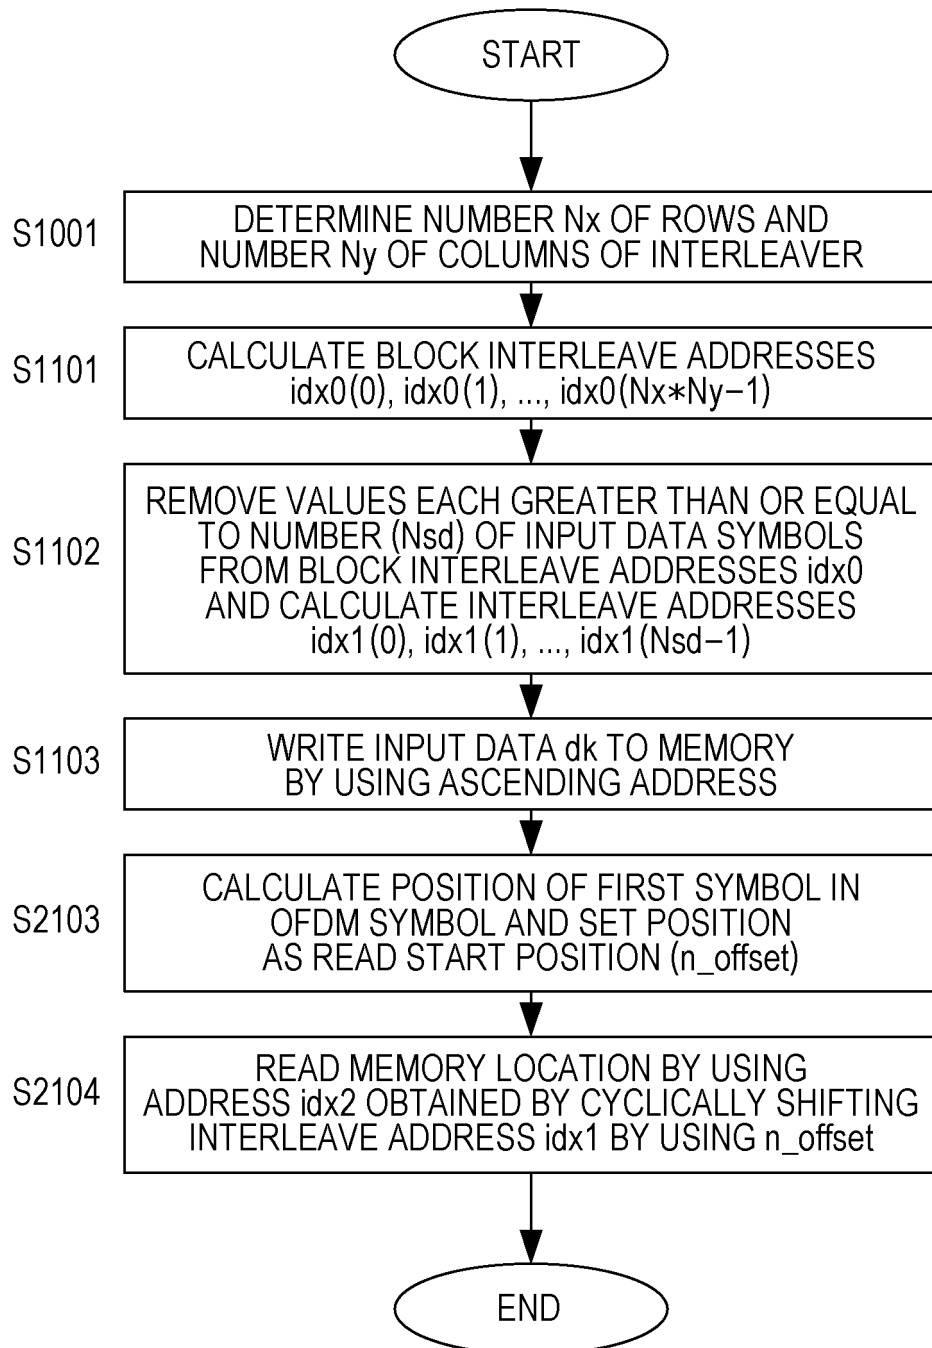 START
S1001
DETERMINE NUMBER Nx OF ROWS AND
NUMBER Ny OF COLUMNS OF INTERLEAVER
S1101
CALCULATE BLOCK INTERLEAVE ADDRESSES
idx0(0), idx0(1), ..., idx0(Nx*Ny−1)
S1102
REMOVE VALUES EACH GREATER THAN OR EQUAL
TO NUMBER (Nsd) OF INPUT DATA SYMBOLS
FROM BLOCK INTERLEAVE ADDRESSES idx0
AND CALCULATE INTERLEAVE ADDRESSES
idx1(0), idx1(1), ..., idx1(Nsd−1)
S1103
WRITE INPUT DATA dk TO MEMORY
BY USING ASCENDING ADDRESS
S2103
CALCULATE POSITION OF FIRST SYMBOL IN
OFDM SYMBOL AND SET POSITION
AS READ START POSITION (n_offset)
S2104
READ MEMORY LOCATION BY USING
ADDRESS idx2 OBTAINED BY CYCLICALLY SHIFTING
INTERLEAVE ADDRESS idx1 BY USING n_offset
END